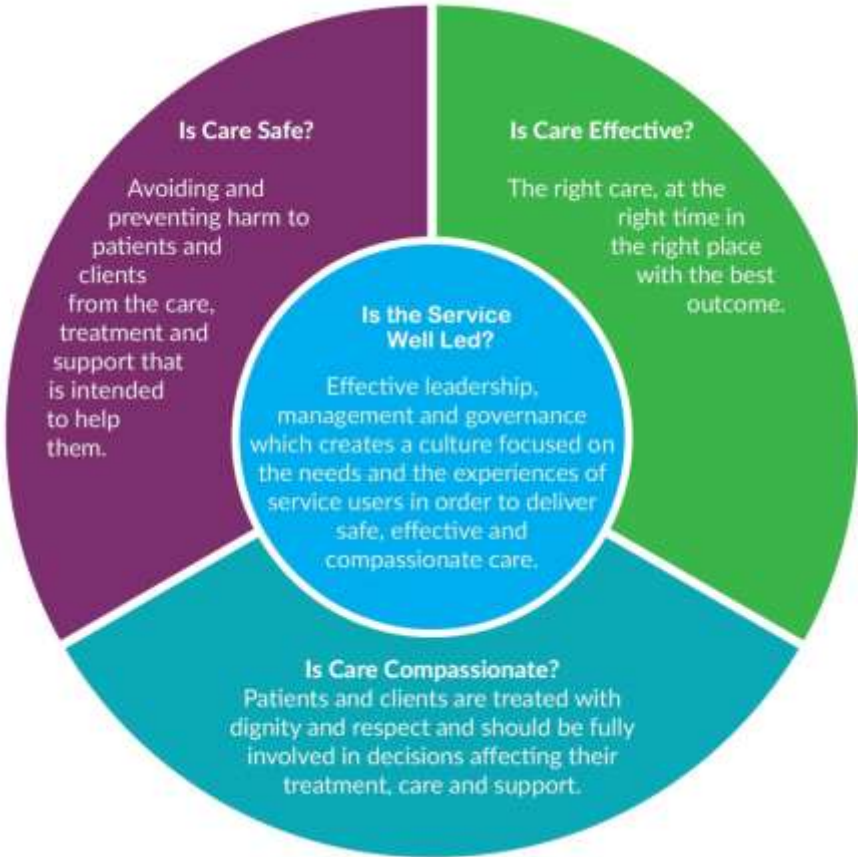 Is Care Safe?
Avoiding and
preventing harm to
patients and
clients
from the care,
treatment and
support that
is intended
to help
them.
Is Care Effective?
The right care, at the
right time in
the right place
with the best
outcome.
Is the Service
Well Led?
Effective leadership,
management and governance
which creates a culture focused on
the needs and the experiences of
service users in order to deliver
safe, effective and
compassionate care.
Is Care Compassionate?
Patients and clients are treated with
dignity and respect and should be fully
involved in decisions affecting their
treatment, care and support.